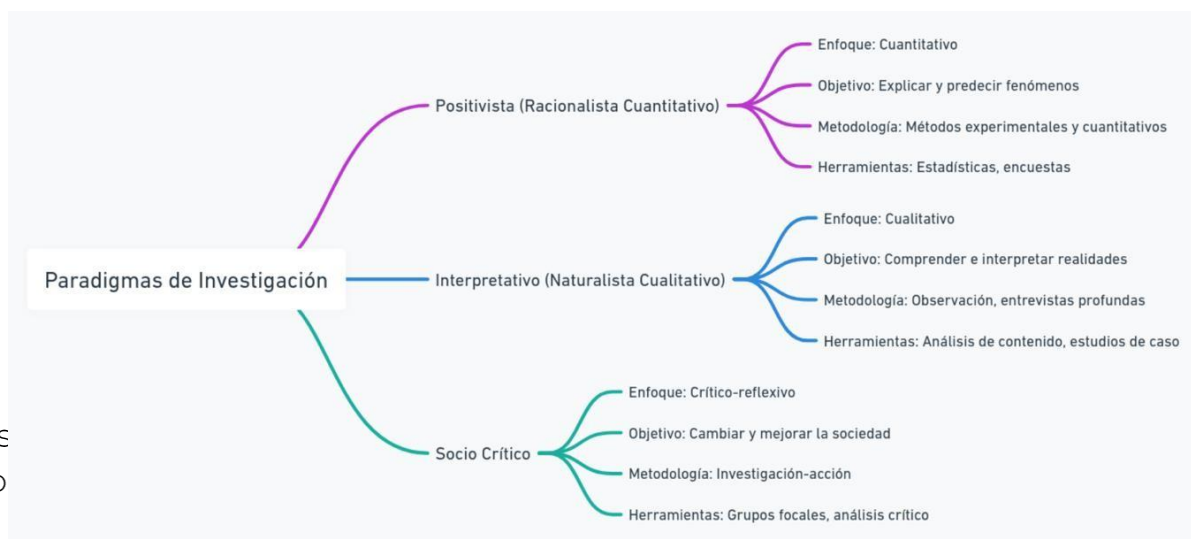 Paradigmas de Investigación
Positivista (Racionalista Cuantitativo)
Enfoque: Cuantitativo
Objetivo: Explicar y predecir fenómenos
Metodología: Métodos experimentales y cuantitativos
Herramientas: Estadísticas, encuestas
Interpretativo (Naturalista Cualitativo)
Enfoque: Cualitativo
Objetivo: Comprender e interpretar realidades
Metodología: Observación, entrevistas profundas
Herramientas: Análisis de contenido, estudios de caso
Socio Crítico
Enfoque: Crítico-reflexivo
Objetivo: Cambiar y mejorar la sociedad
Metodología: Investigación-acción
Herramientas: Grupos focales, análisis crítico